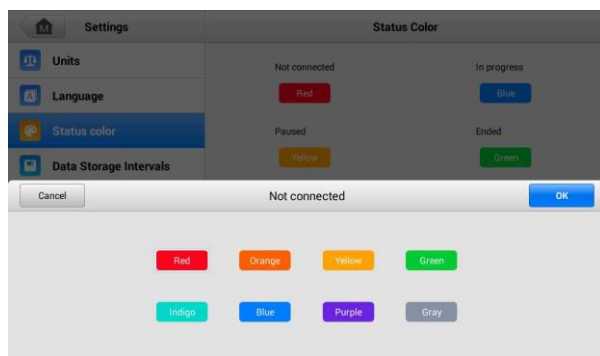 M
Settings
Status Color
Units
Not connected
In progress
Red
Blue
A
Language
Status color
Paused
Ended
Yellow
Green
Data Storage Intervals
Cancel
Not connected
OK
Red
Orange
Yellow
Green
Indigo
Blue
Purple
Gray